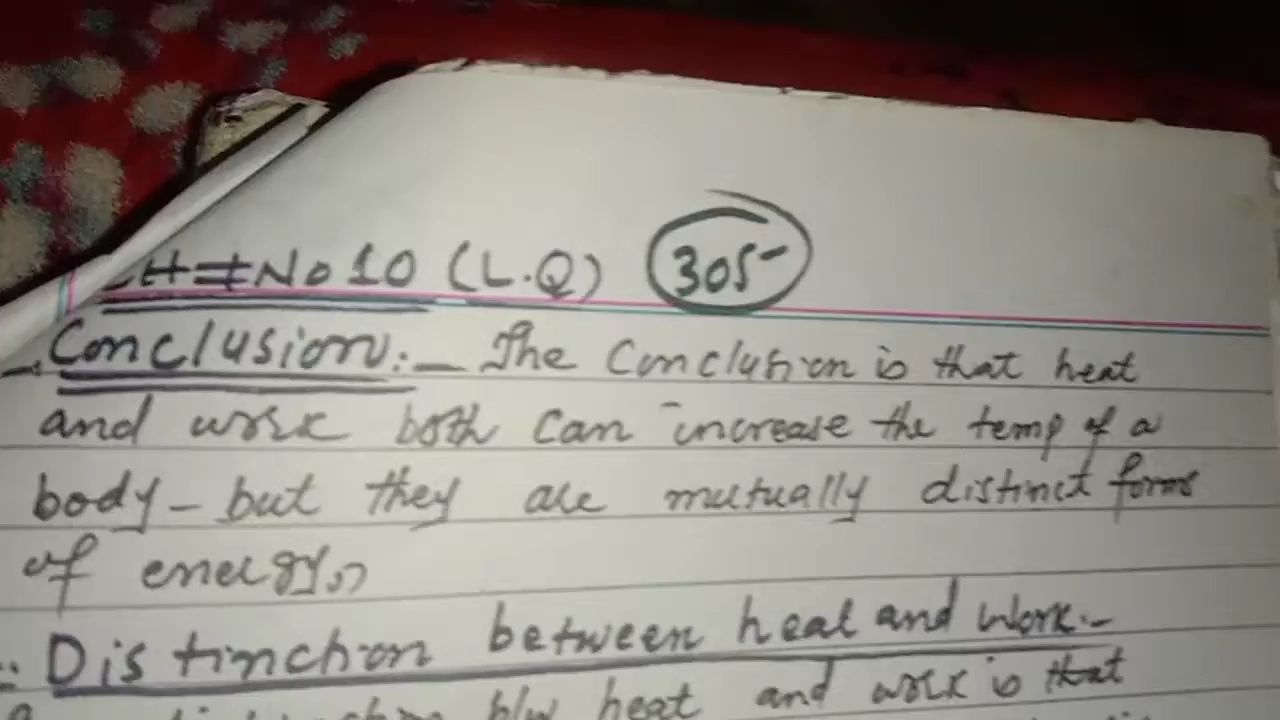 CH#No 10 (L.Q) 305
Conclusion:- The Conclusion is that heat
and work both can increase the temp of a
body - but they are mutually distinct forms
of energy.
Distinction between heat and work:-
b/w heat and work is that